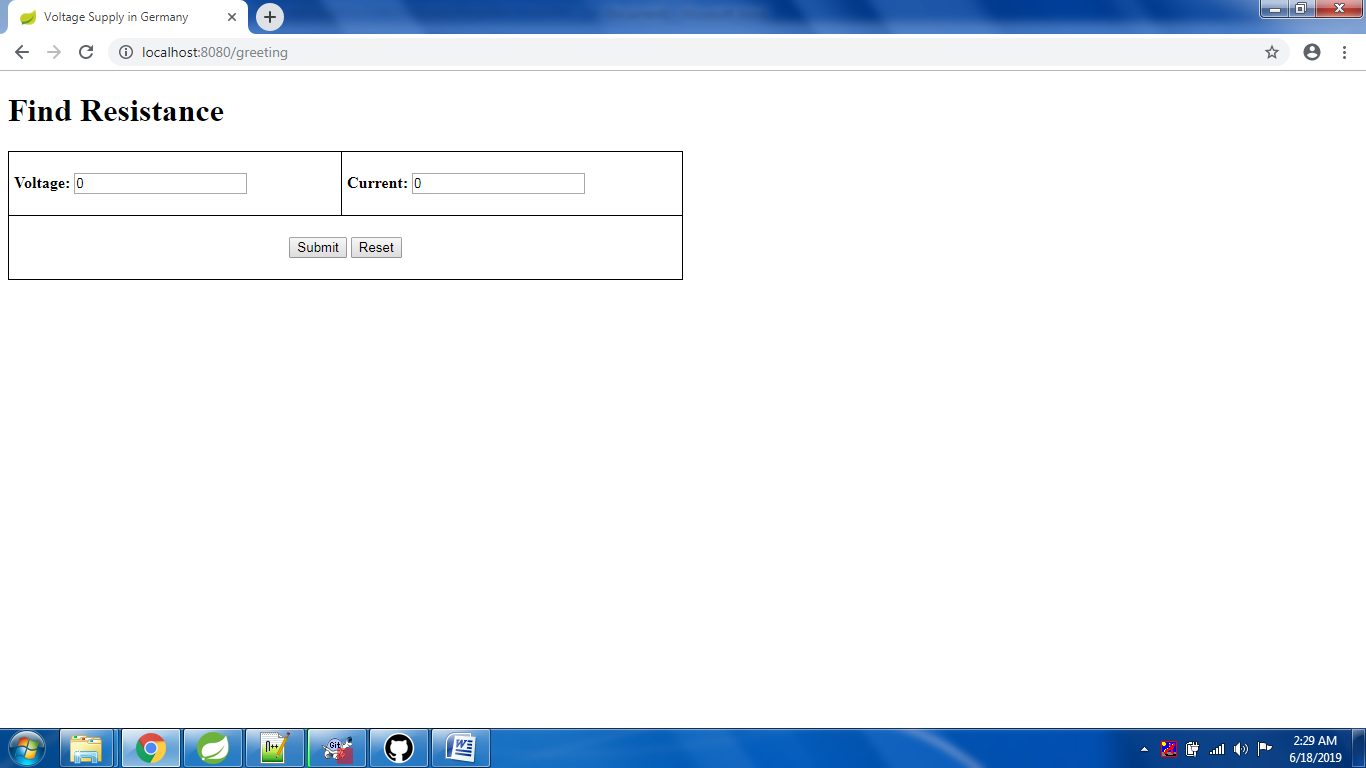 Voltage Supply in Germany
localhost:8080/greeting
Find Resistance
Voltage: 0 Current: 0
Submit Reset
2:29 AM
6/18/2019